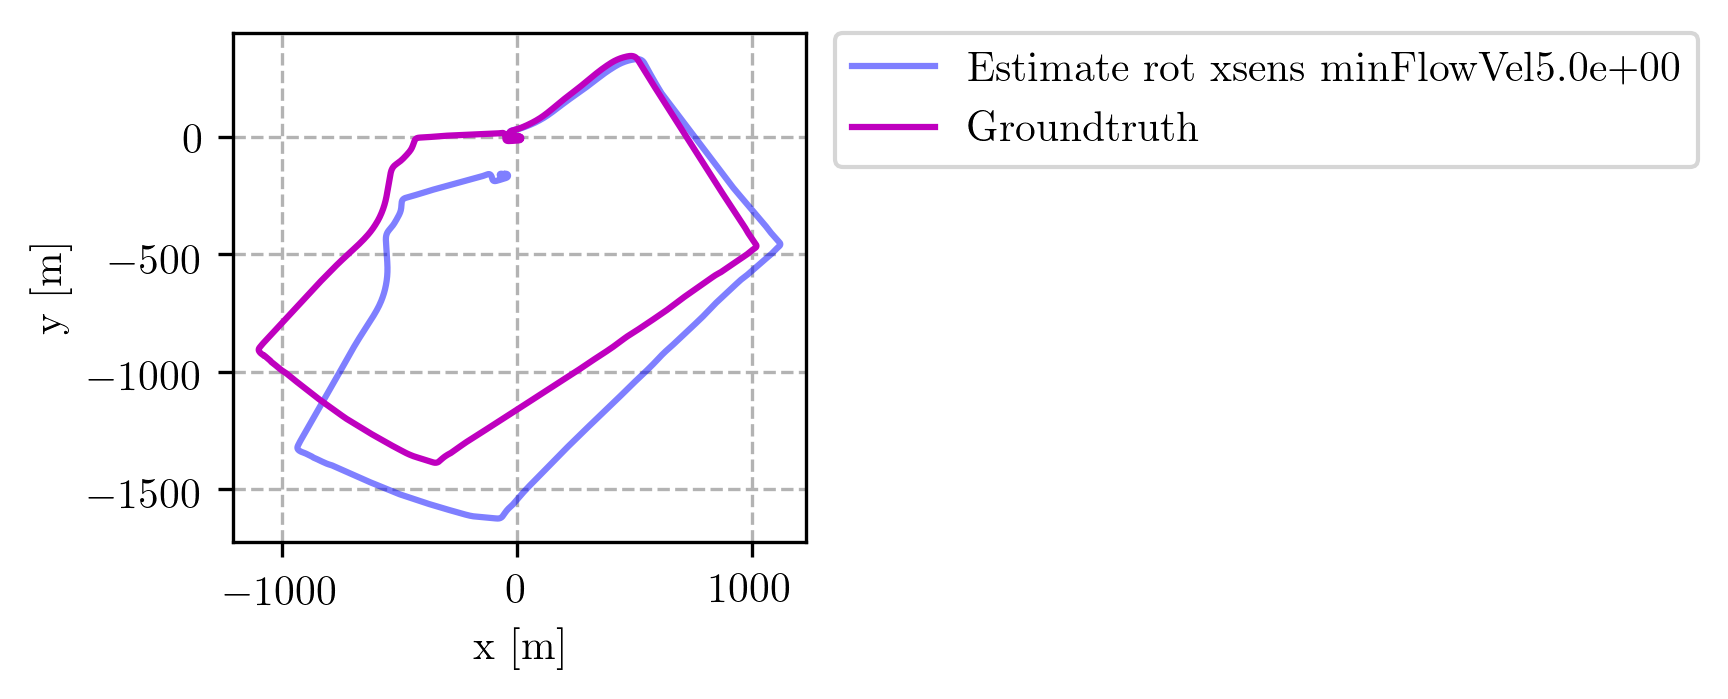 Estimate rot xsens minFlowVel5.0e+00
Groundtruth
0
−500
−1000
−1500
y [m]
−1000
0
1000
x [m]